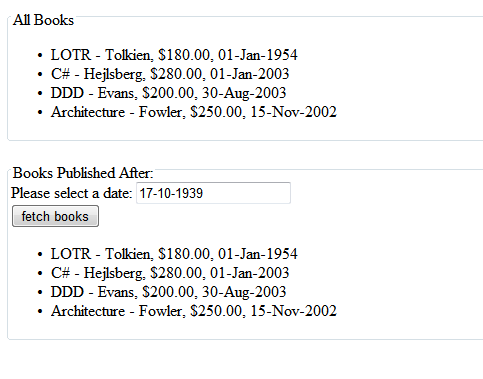 All Books
• LOTR - Tolkien, $180.00, 01-Jan-1954
• C# - Hejlsberg, $280.00, 01-Jan-2003
• DDD - Evans, $200.00, 30-Aug-2003
• Architecture - Fowler, $250.00, 15-Nov-2002
Books Published After:
Please select a date: 17-10-1939
fetch books
• LOTR - Tolkien, $180.00, 01-Jan-1954
• C# - Hejlsberg, $280.00, 01-Jan-2003
• DDD - Evans, $200.00, 30-Aug-2003
• Architecture - Fowler, $250.00, 15-Nov-2002